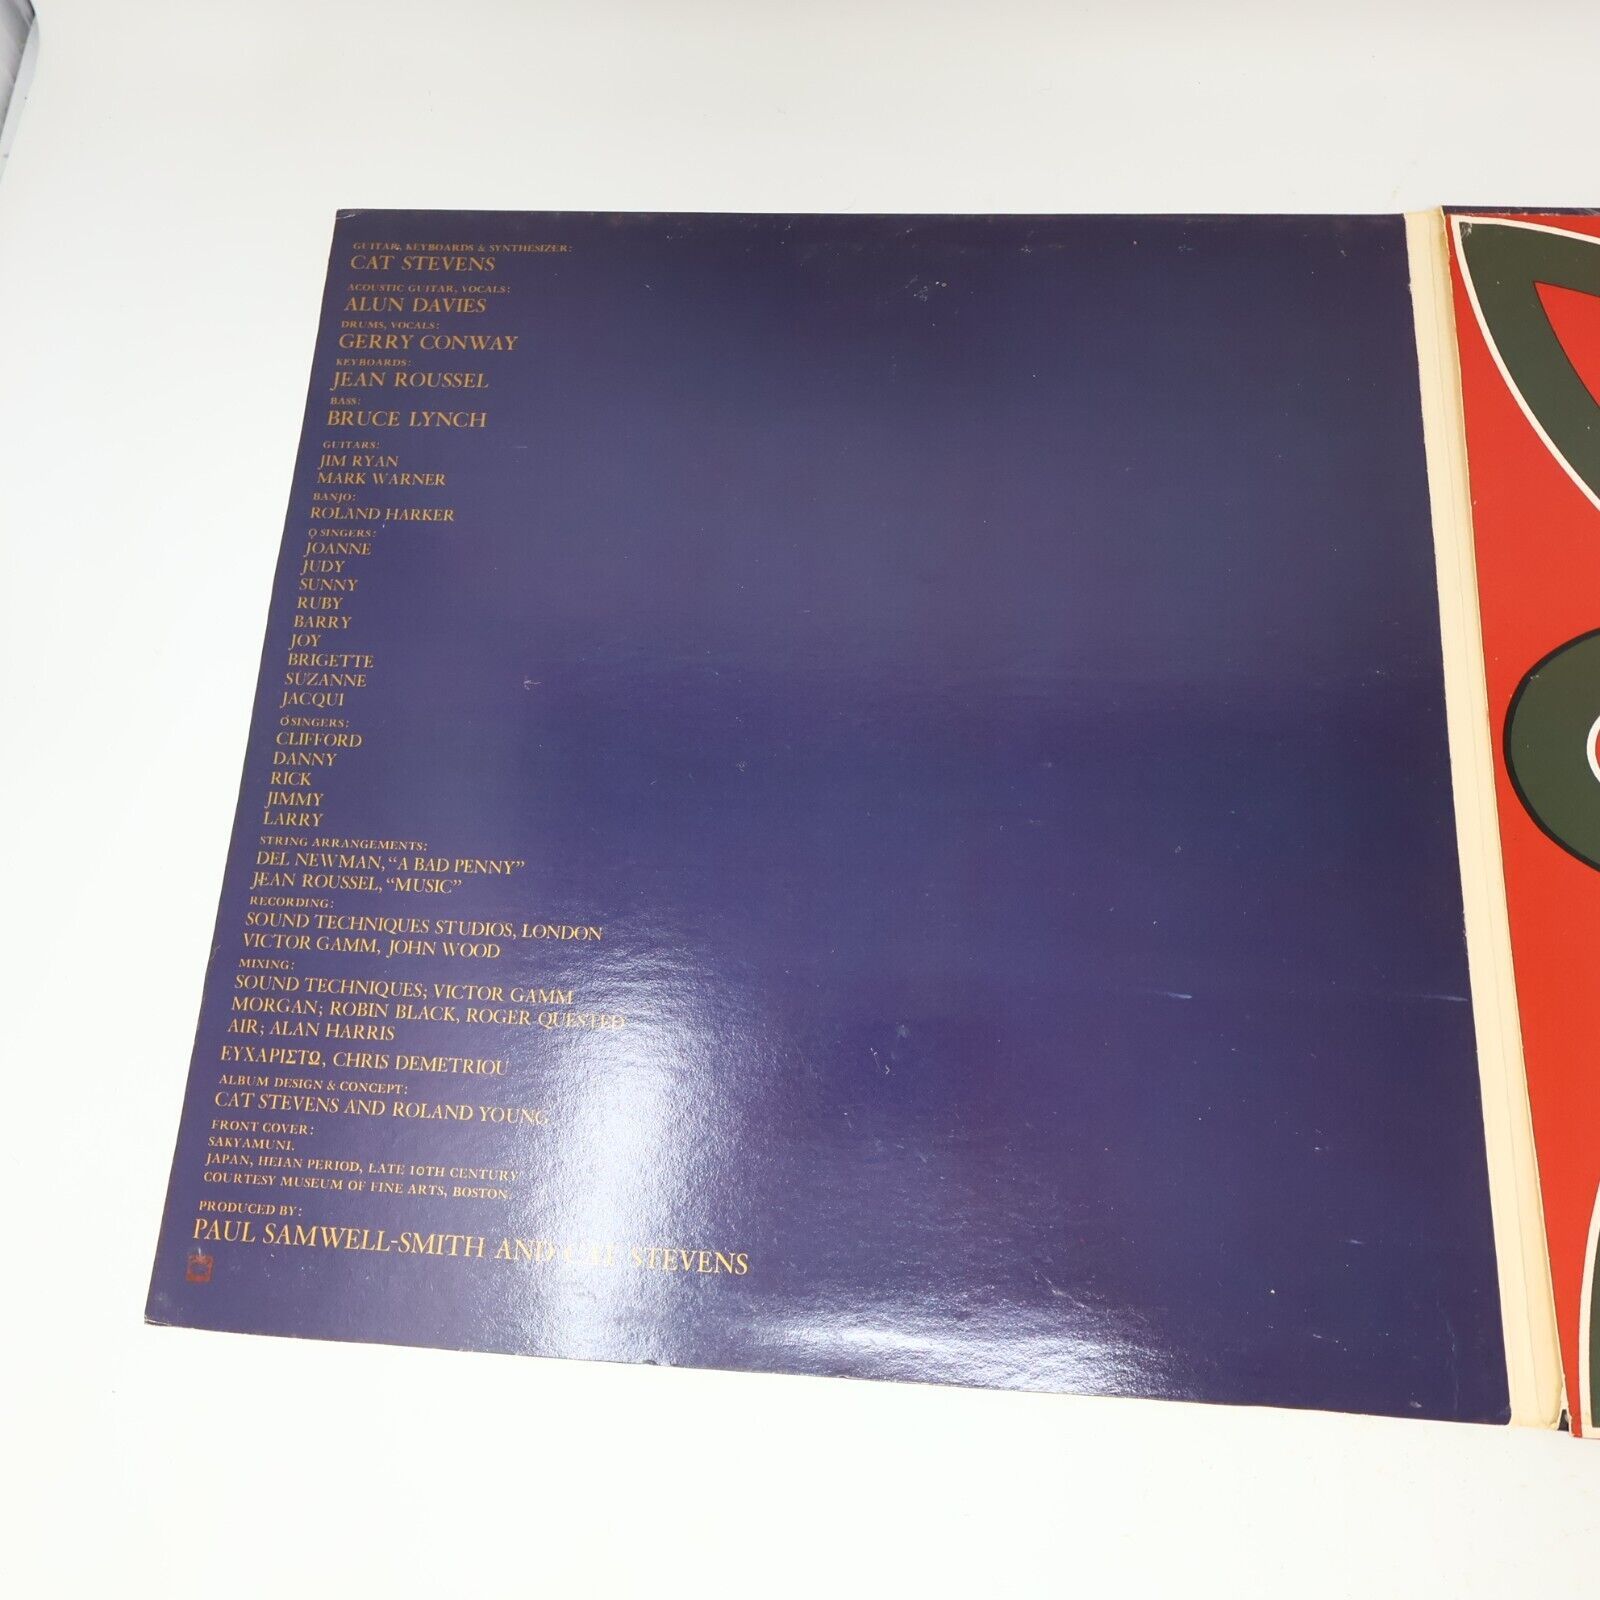 GUITAR, KEYBOARDS & SYNTHESIZER:
CAT STEVENS
ACOUSTIC GUITAR, VOCALS:
ALUN DAVIES
DRUMS, VOCALS:
GERRY CONWAY
KEYBOARDS:
JEAN ROUSSEL
BASS:
BRUCE LYNCH
GUITARS:
JIM RYAN
MARK WARNER
BANJO:
ROLAND HARKER
♀ SINGERS:
JOANNE
JUDY
SUNNY
RUBY
BARRY
JOY
BRIGETTE
SUZANNE
JACQUI
♂ SINGERS:
CLIFFORD
DANNY
RICK
JIMMY
LARRY
STRING ARRANGEMENTS:
DEL NEWMAN, “A BAD PENNY”
JEAN ROUSSEL, “MUSIC”
RECORDING:
SOUND TECHNIQUES STUDIOS, LONDON
VICTOR GAMM, JOHN WOOD
MIXING:
SOUND TECHNIQUES; VICTOR GAMM
MORGAN; ROBIN BLACK, ROGER QUESTED
AIR; ALAN HARRIS
ΕΥΧΑΡΙΣΤΩ, CHRIS DEMETRIOU
ALBUM DESIGN & CONCEPT:
CAT STEVENS AND ROLAND YOUNG
FRONT COVER:
SAKYAMUNI.
JAPAN, HEIAN PERIOD, LATE 10TH CENTURY
COURTESY MUSEUM OF FINE ARTS, BOSTON.
PRODUCED BY:
PAUL SAMWELL-SMITH AND CAT STEVENS